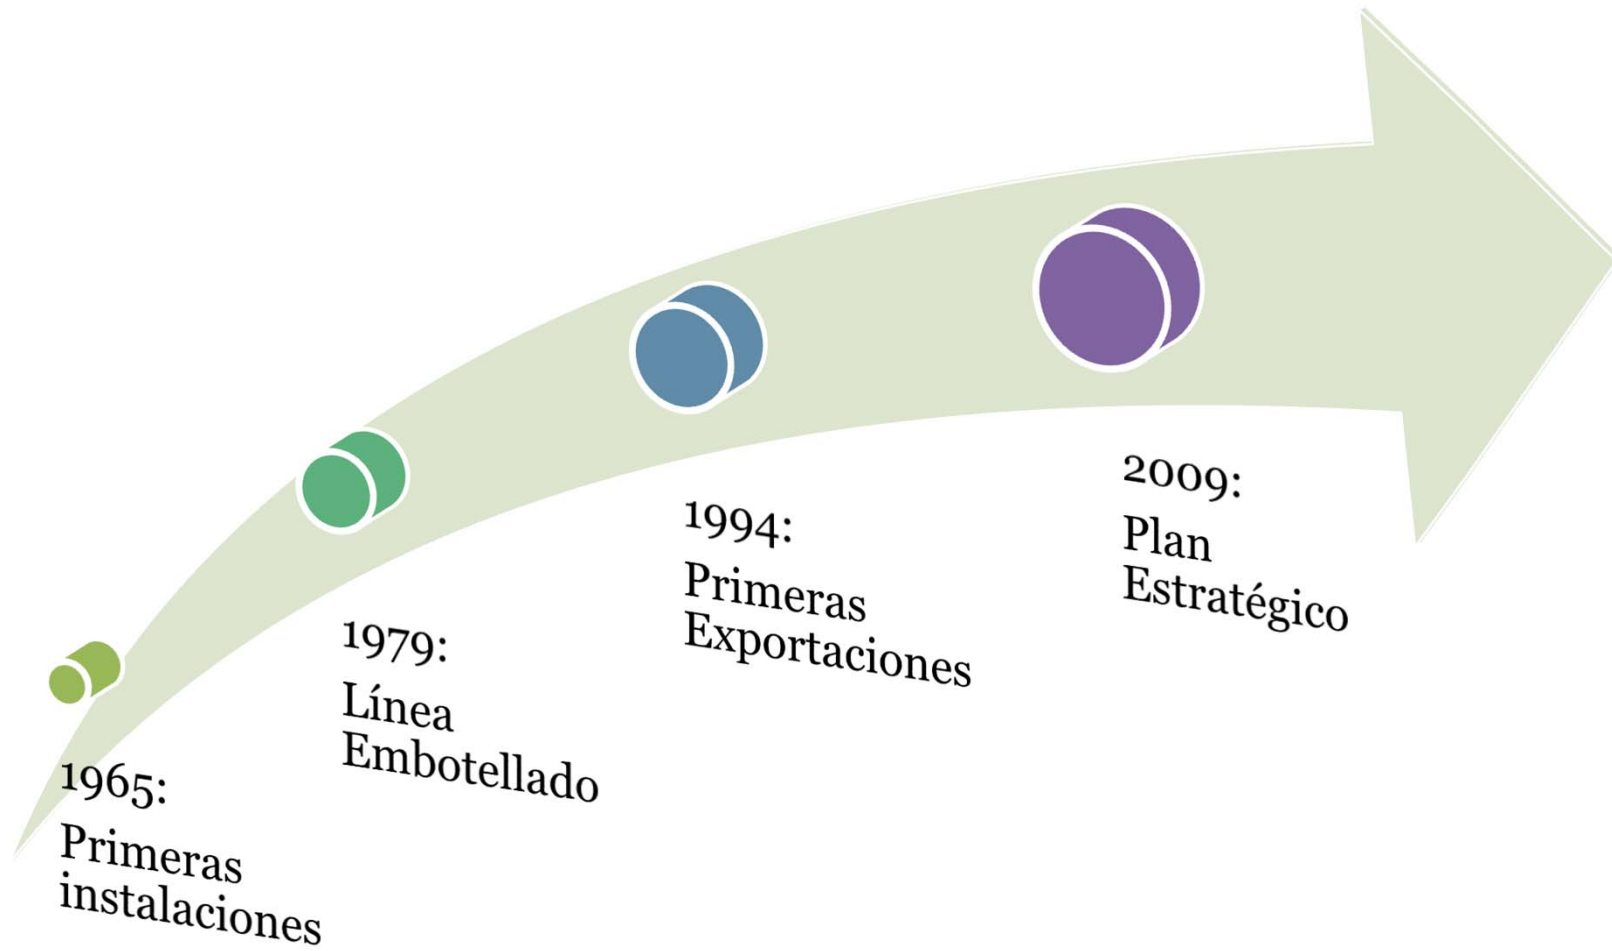 1965:
Primeras
instalaciones
1979:
Línea
Embotellado
1994:
Primeras
Exportaciones
2009:
Plan
Estratégico